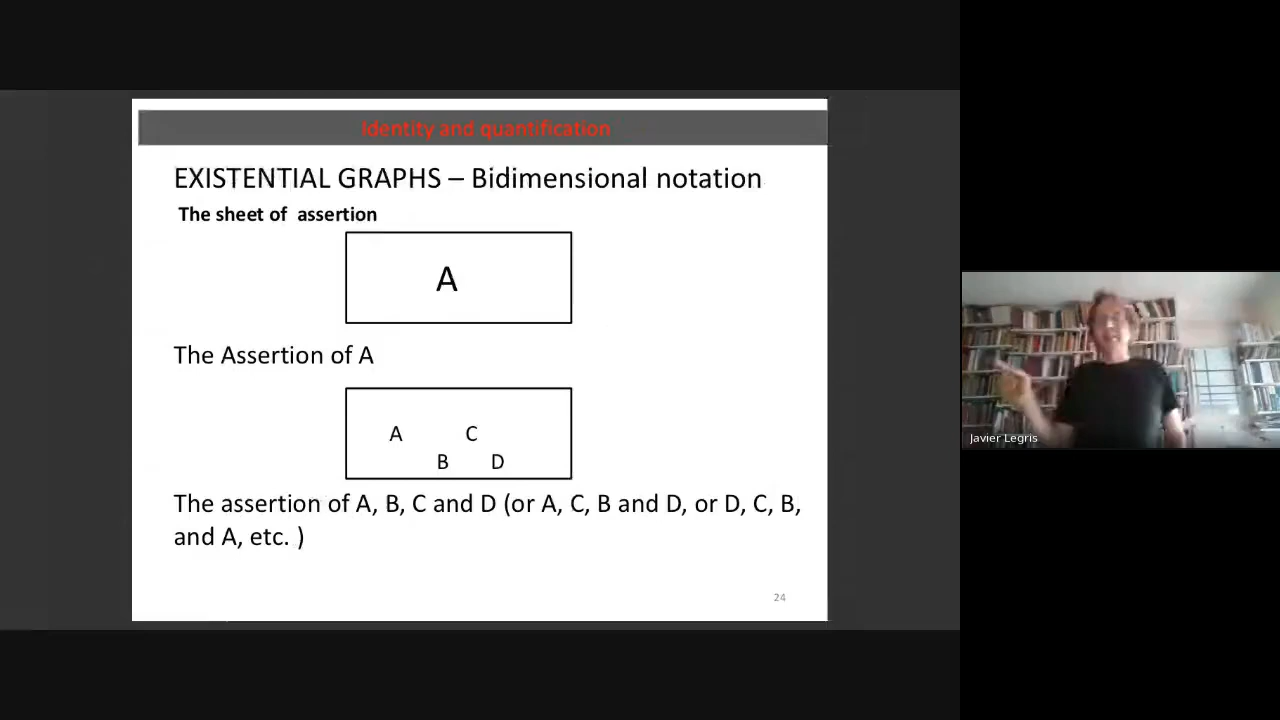 Identity and quantification
EXISTENTIAL GRAPHS – Bidimensional notation
The sheet of assertion
A
The Assertion of A
A C
B D
The assertion of A, B, C and D (or A, C, B and D, or D, C, B,
and A, etc. )
24
Javier Legris